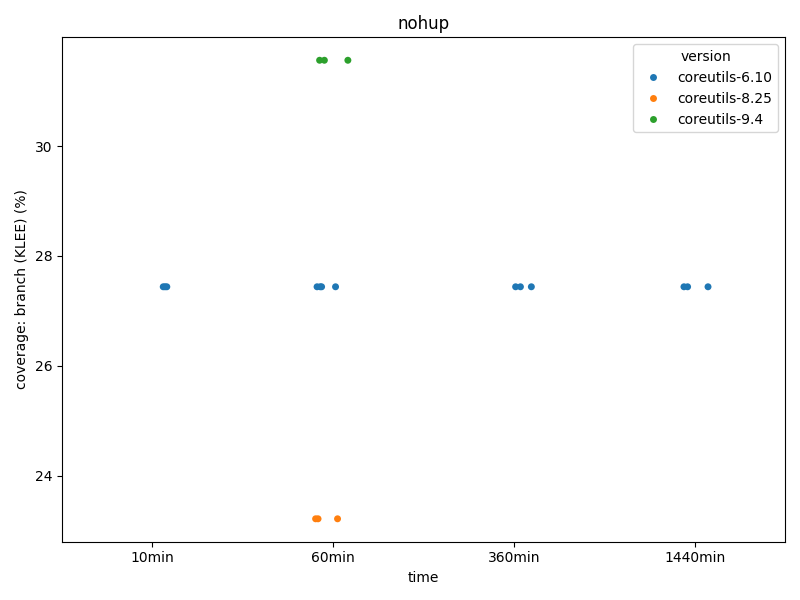 nohup
version
coreutils-6.10
coreutils-8.25
coreutils-9.4
30
28
26
24
coverage: branch (KLEE) (%)
10min
60min
360min
1440min
time